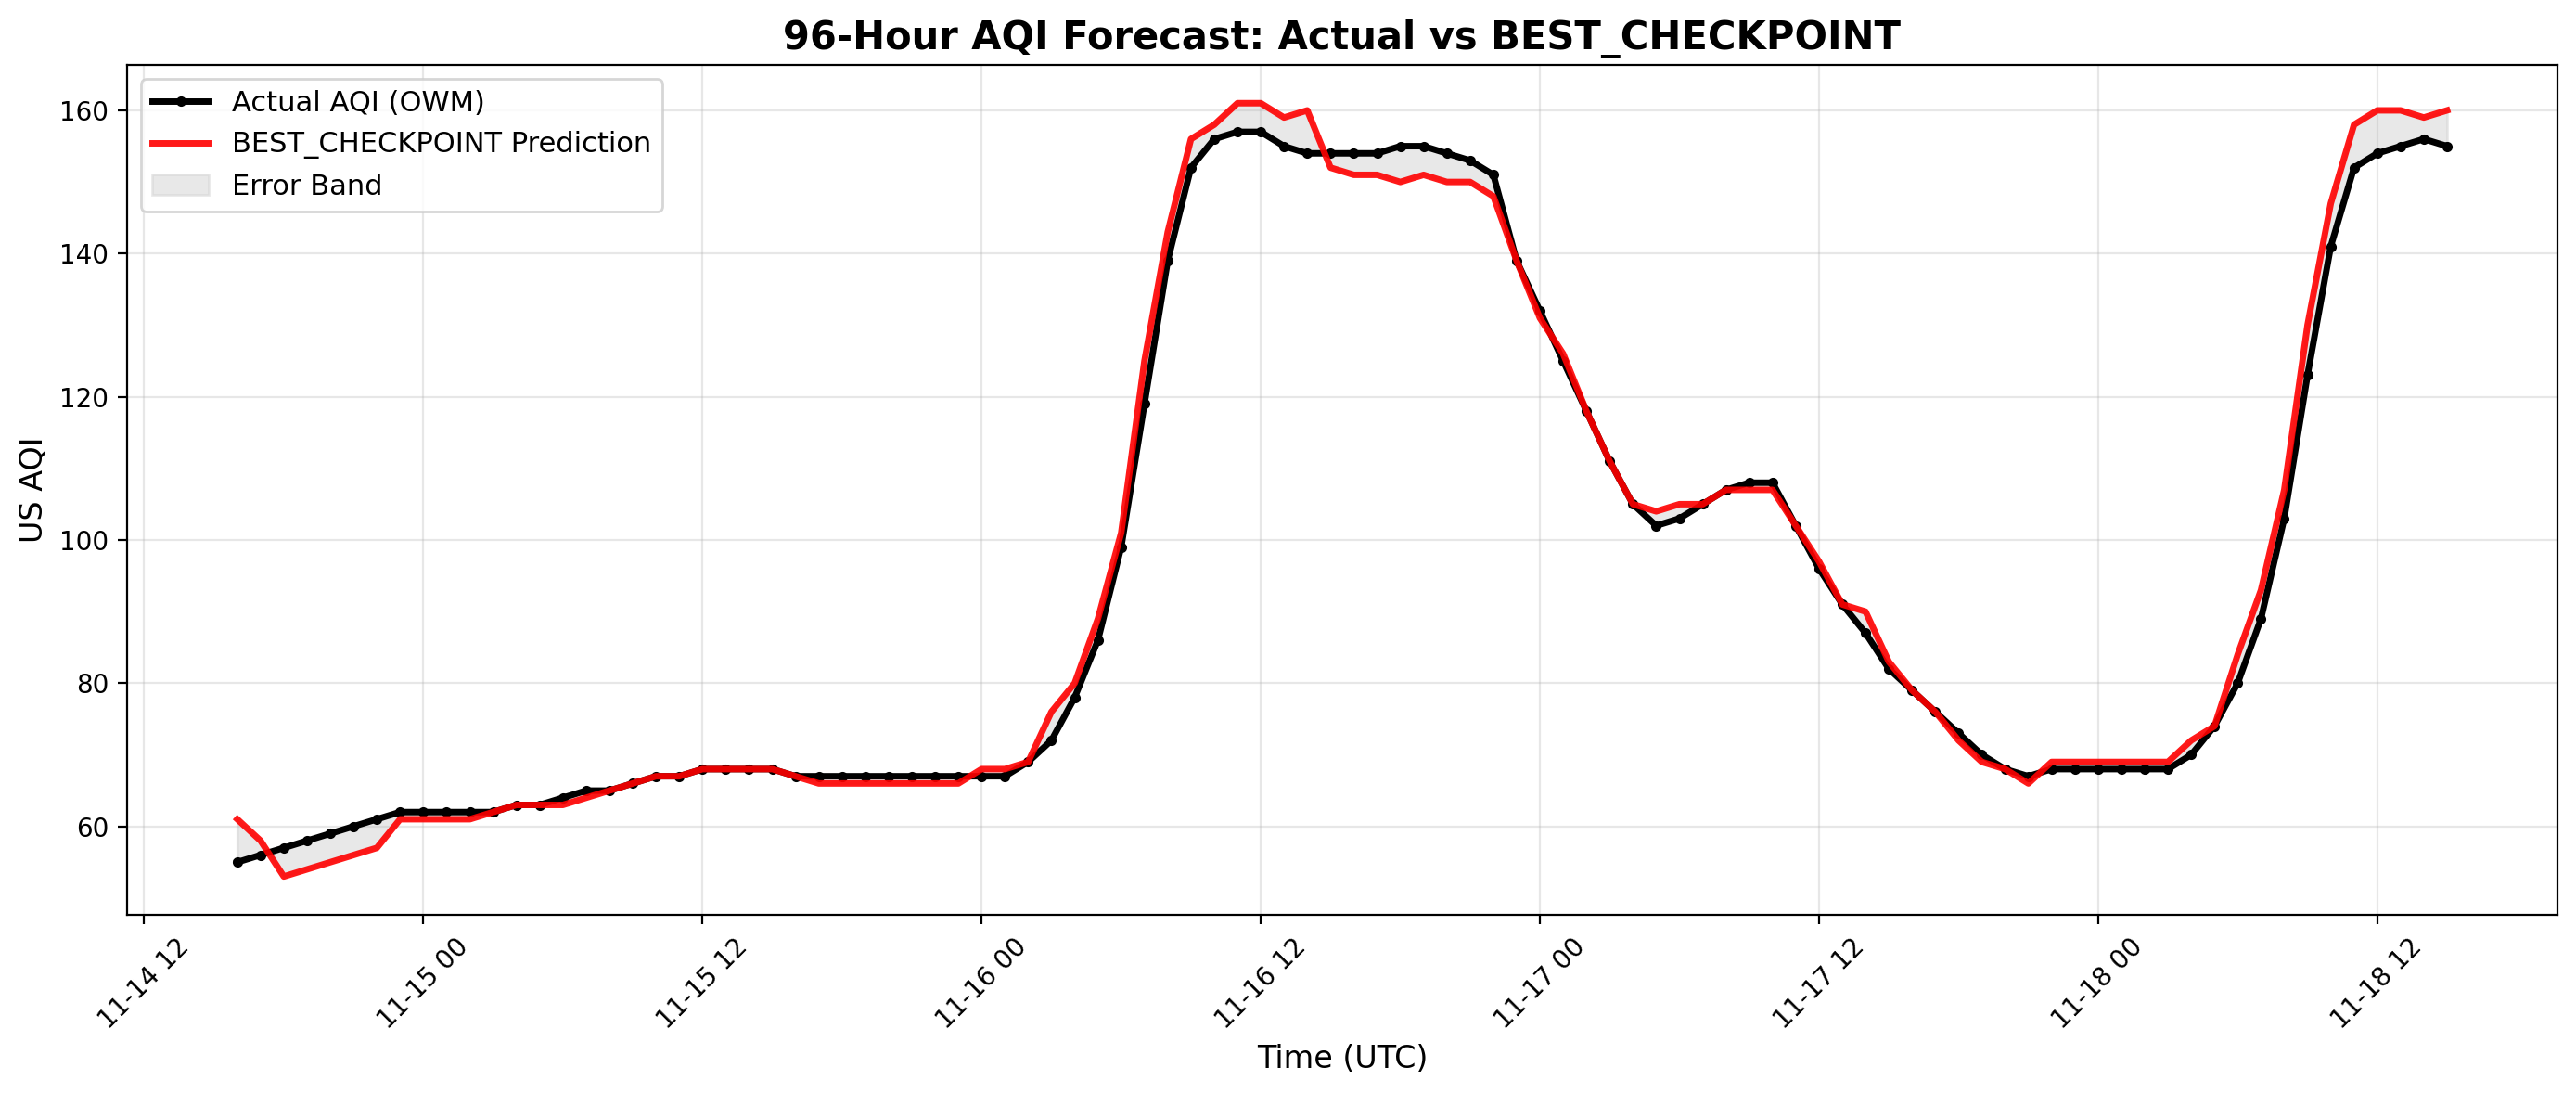 96-Hour AQI Forecast: Actual vs BEST_CHECKPOINT
Actual AQI (OWM)
BEST_CHECKPOINT Prediction
Error Band
US AQI
160
140
120
100
80
60
11-14 12
11-15 00
11-15 12
11-16 00
11-16 12
11-17 00
11-17 12
11-18 00
11-18 12
Time (UTC)